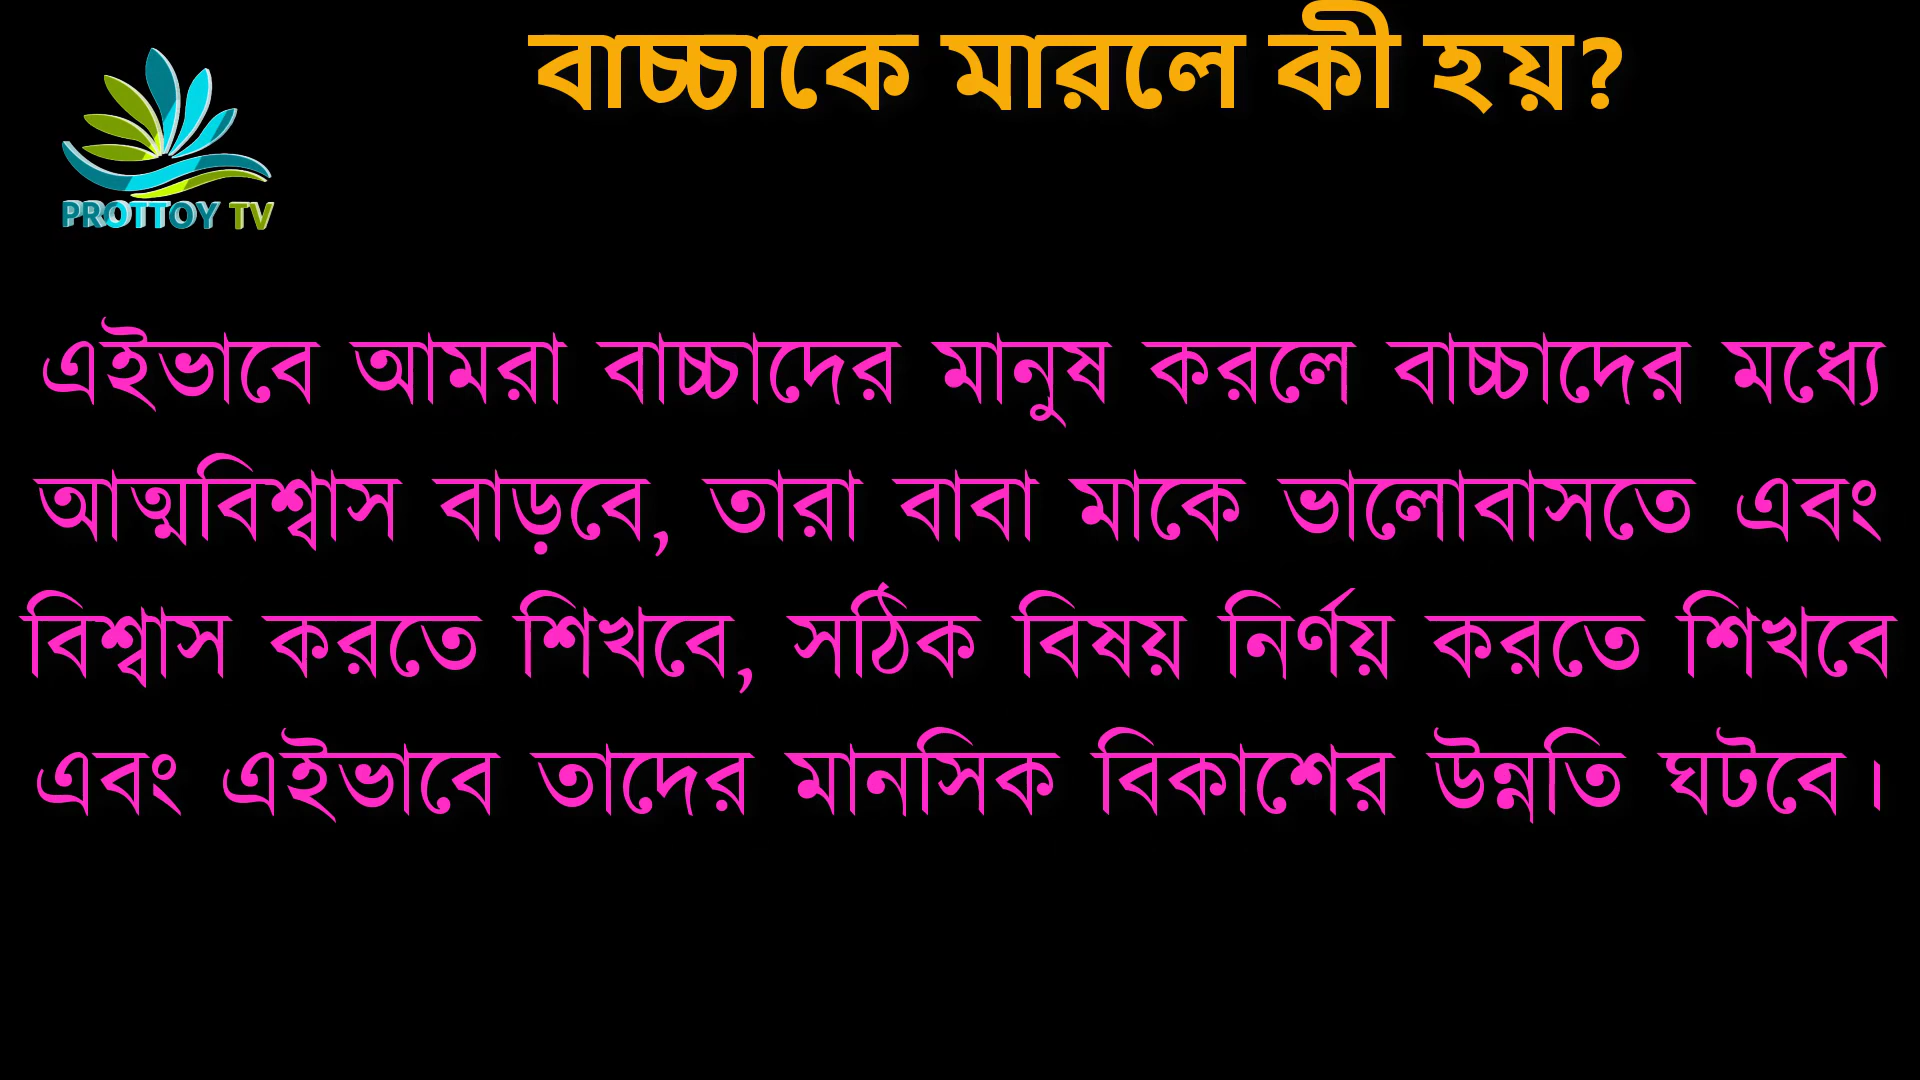 বাচ্চাকে মারলে কী হয়?
PROTTOY TV
এইভাবে আমরা বাচ্চাদের মানুষ করলে বাচ্চাদের মধ্যে
আত্মবিশ্বাস বাড়বে, তারা বাবা মাকে ভালোবাসতে এবং
বিশ্বাস করতে শিখবে, সঠিক বিষয় নির্ণয় করতে শিখবে
এবং এইভাবে তাদের মানসিক বিকাশের উন্নতি ঘটবে।